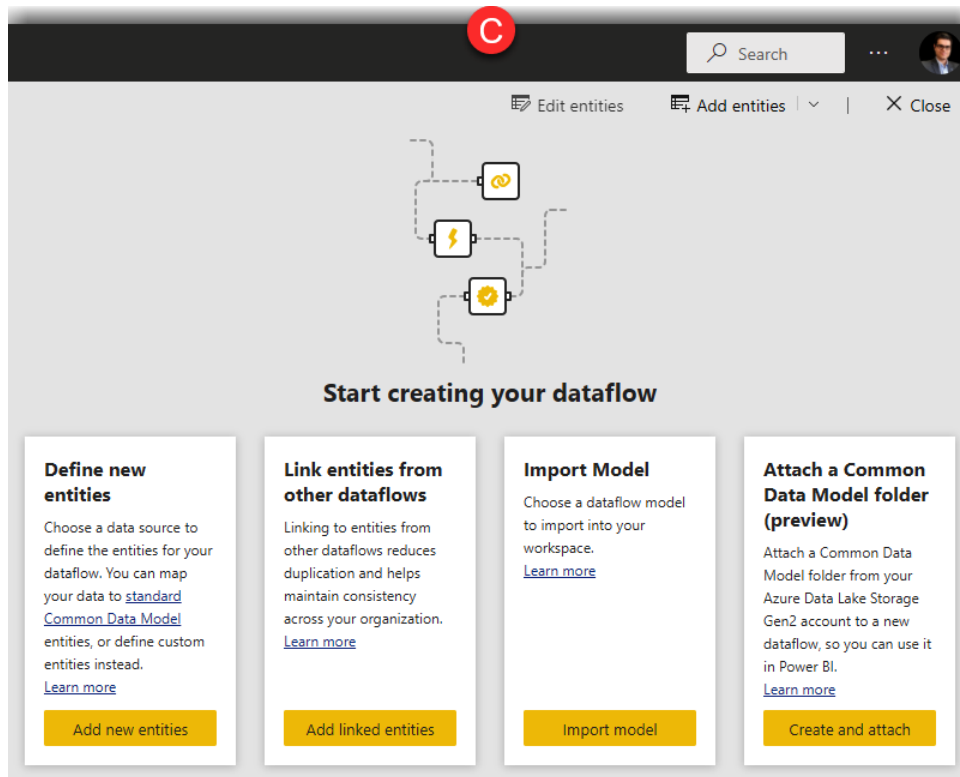 C
Search
Edit entities
Add entities
Close
Start creating your dataflow
Define new
entities
Choose a data source to
define the entities for your
dataflow. You can map
your data to standard
Common Data Model
entities, or define custom
entities instead.
Learn more
Add new entities
Link entities from
other dataflows
Linking to entities from
other dataflows reduces
duplication and helps
maintain consistency
across your organization.
Learn more
Add linked entities
Import Model
Choose a dataflow model
to import into your
workspace.
Learn more
Import model
Attach a Common
Data Model folder
(preview)
Attach a Common Data
Model folder from your
Azure Data Lake Storage
Gen2 account to a new
dataflow, so you can use it
in Power BI.
Learn more
Create and attach